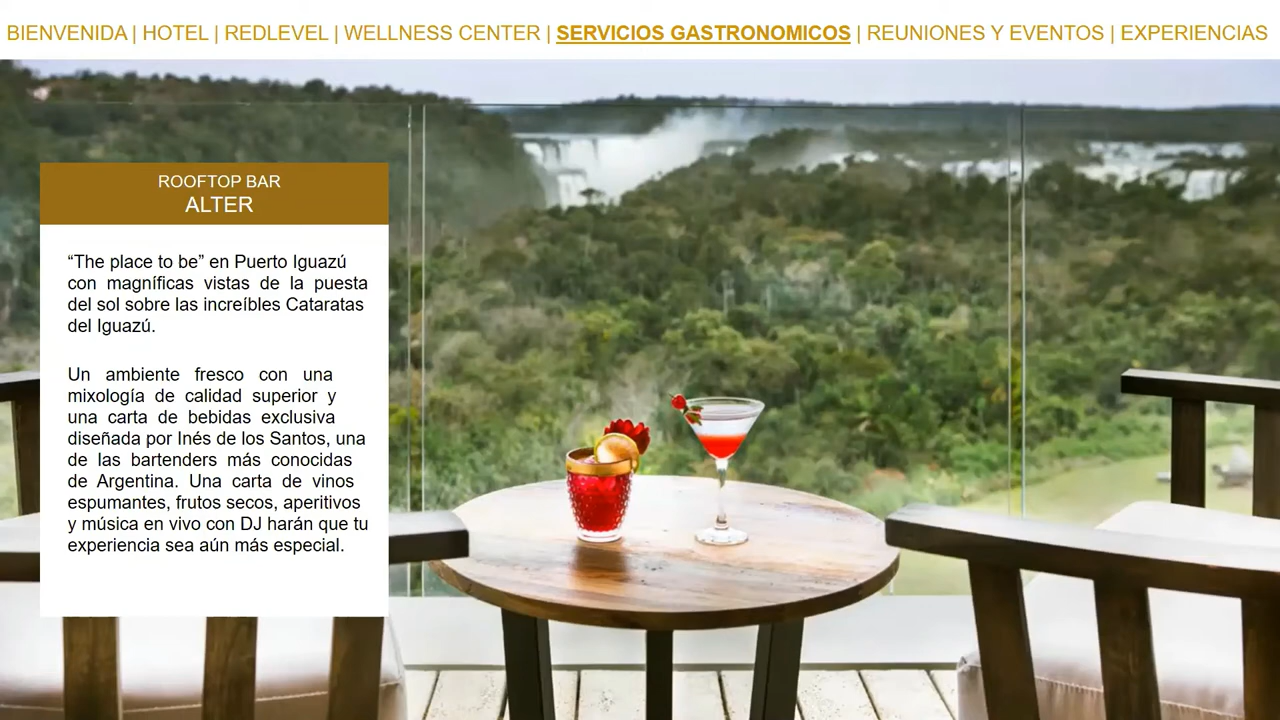 BIENVENIDA | HOTEL | REDLEVEL | WELLNESS CENTER | SERVICIOS GASTRONOMICOS | REUNIONES Y EVENTOS | EXPERIENCIAS
ROOFTOP BAR
ALTER
“The place to be” en Puerto Iguazú
con magníficas vistas de la puesta
del sol sobre las increíbles Cataratas
del Iguazú.
Un ambiente fresco con una
mixología de calidad superior y
una carta de bebidas exclusiva
diseñada por Inés de los Santos, una
de las bartenders más conocidas
de Argentina. Una carta de vinos
espumantes, frutos secos, aperitivos
y música en vivo con DJ harán que tu
experiencia sea aún más especial.